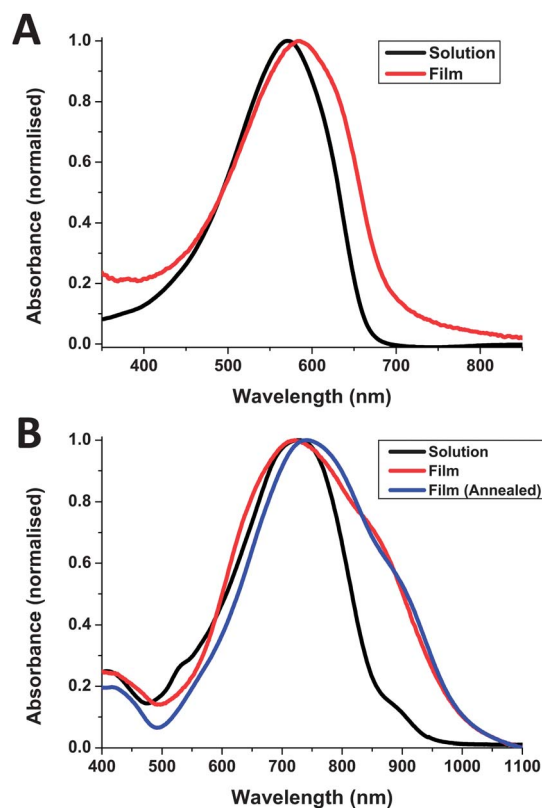 A
Solution
Film
Absorbance (normalised)
1.0
0.8
0.6
0.4
0.2
0.0
400 500 600 700 800
Wavelength (nm)
B
Solution
Film
Film (Annealed)
Absorbance (normalised)
1.0
0.8
0.6
0.4
0.2
0.0
400 500 600 700 800 900 1000 1100
Wavelength (nm)